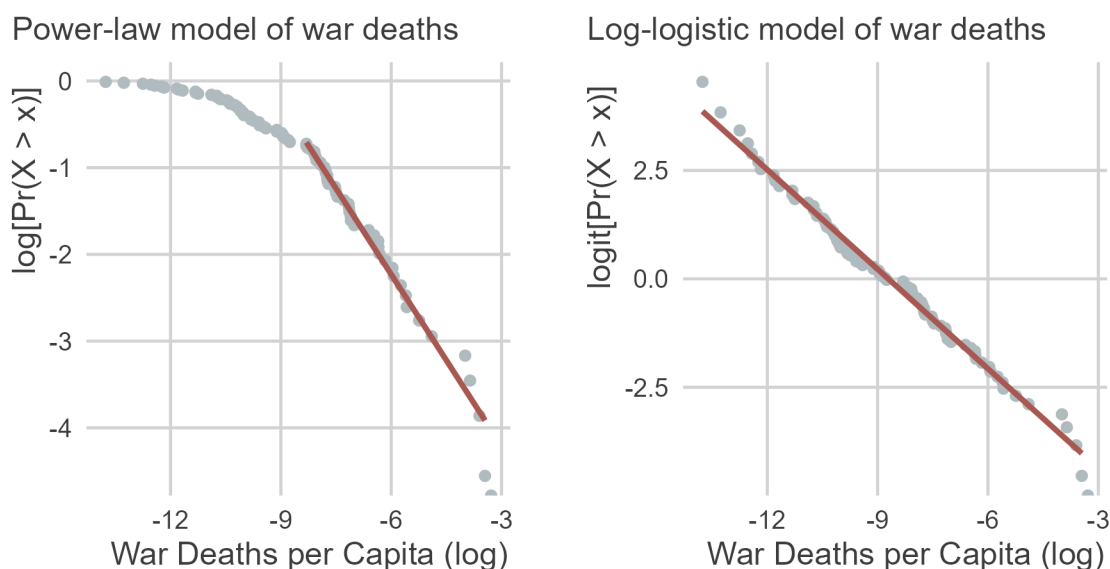 Power-law model of war deaths
log[Pr(X > x)]
0
-1
-2
-3
-4
-12
-9
-6
-3
War Deaths per Capita (log)
Log-logistic model of war deaths
logit[Pr(X > x)]
2.5
0.0
-2.5
-12
-9
-6
-3
War Deaths per Capita (log)